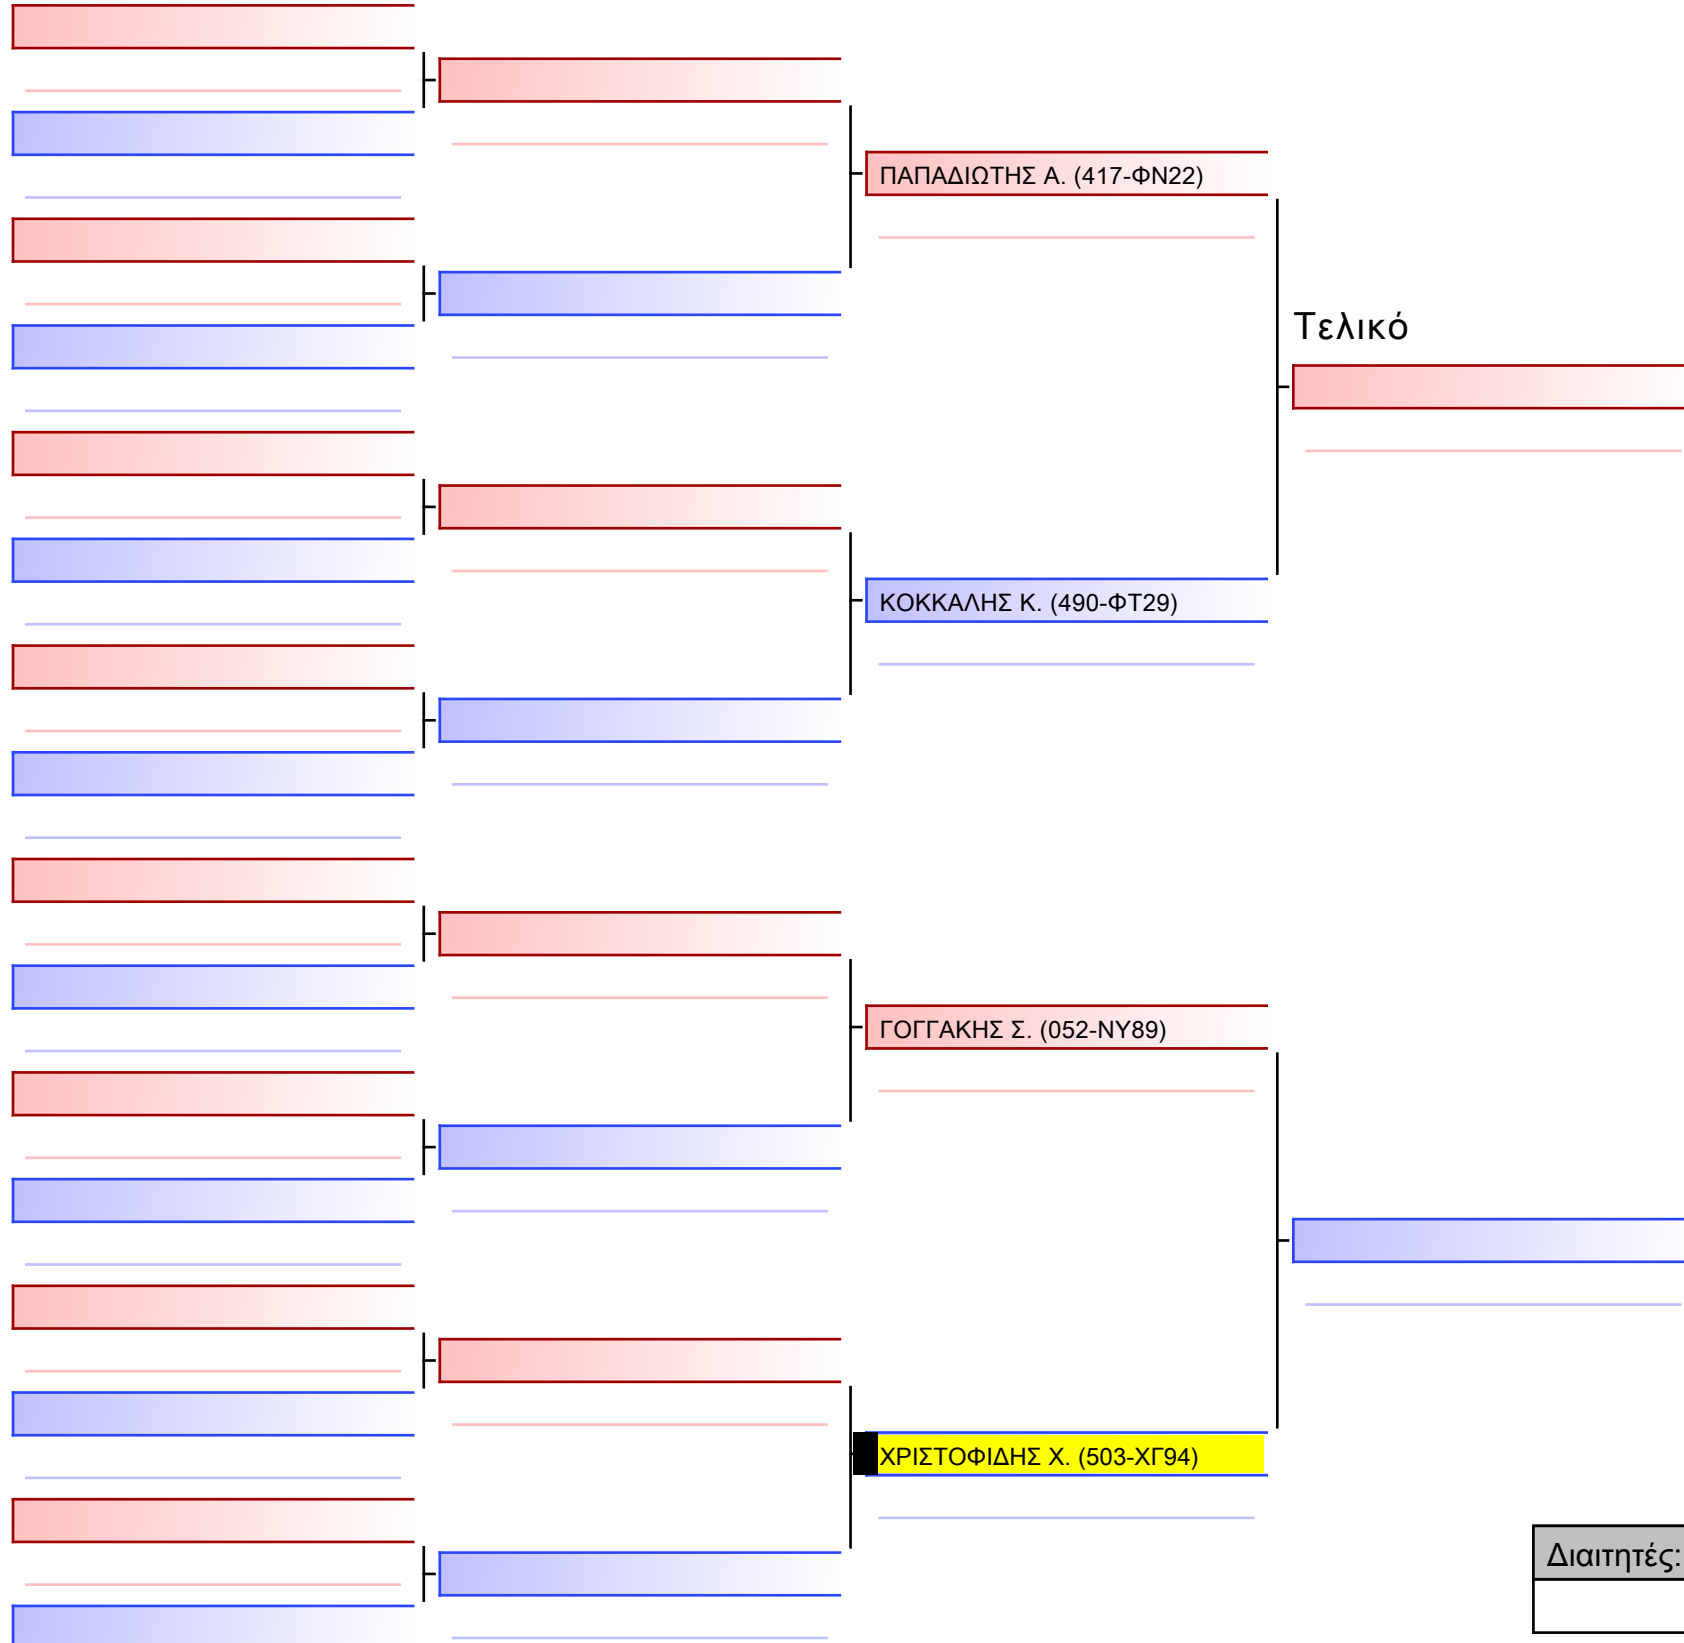 ΠΑΠΑΔΙΩΤΗΣ Α. (417-ΦΝ22)
Τελικό
ΚΟΚΚΑΛΗΣ Κ. (490-ΦΤ29)
ΓΟΓΓΑΚΗΣ Σ. (052-ΝΥ89)
ΧΡΙΣΤΟΦΙΔΗΣ Χ. (503-ΧΓ94)
Διαιτητές: